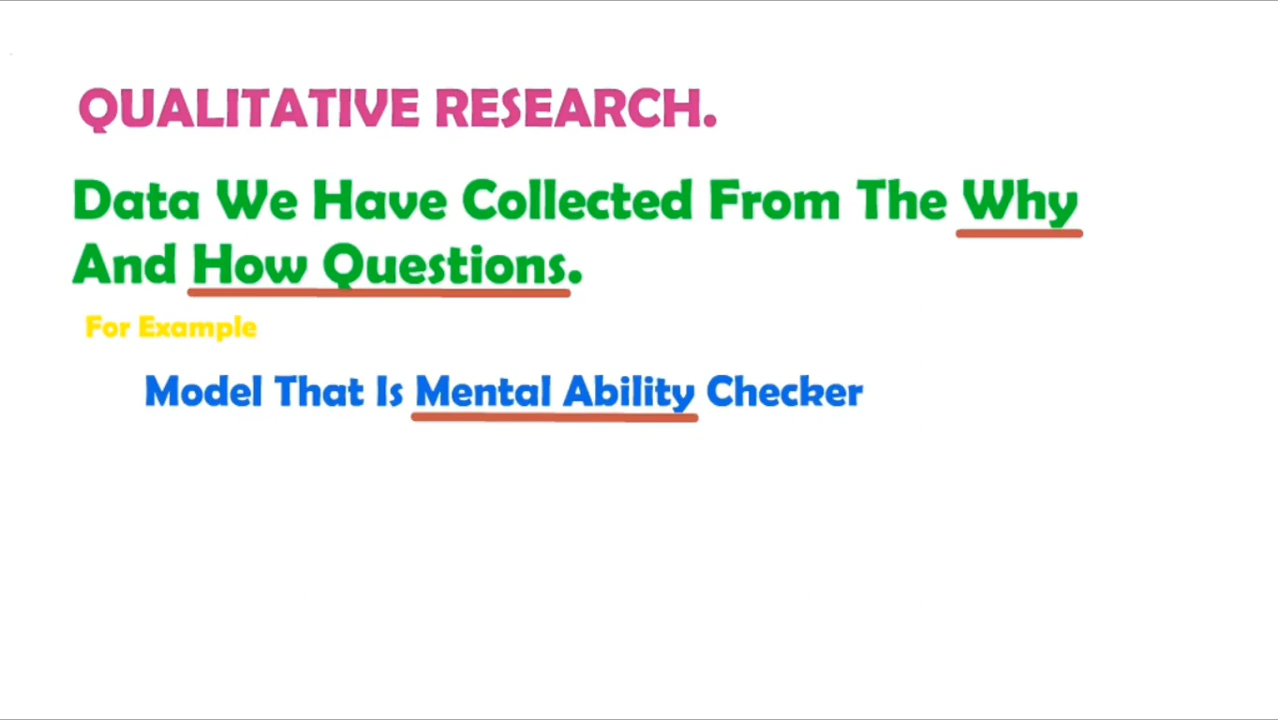 QUALITATIVE RESEARCH.
Data We Have Collected From The Why
And How Questions.
For Example
Model That Is Mental Ability Checker